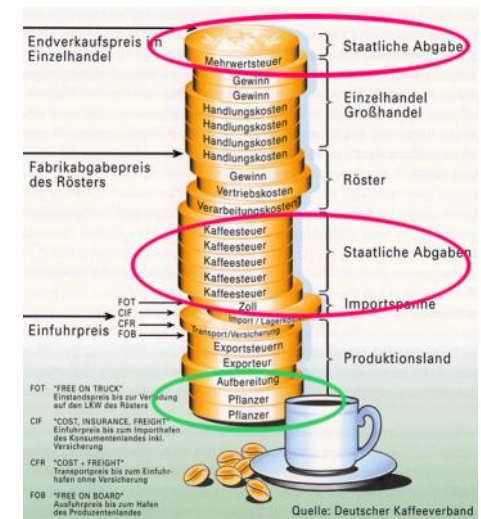 Endverkaufspreis im
Einzelhandel
Staatliche Abgabe
Mehrwertsteuer
Gewinn
Gewinn
Handlungskosten
Handlungskosten
Handlungskosten
Handlungskosten
Einzelhandel
Großhandel
Fabrikabgabepreis
des Rösters
Gewinn
Vertriebskosten
Verarbeitungskosten
Röster
Kaffeesteuer
Kaffeesteuer
Kaffeesteuer
Kaffeesteuer
Kaffeesteuer
Staatliche Abgaben
Zoll
Import / Lagerkosten
Importspanne
FOT
CIF
CFR
FOB
Einfuhrpreis
Transport/Versicherung
Exportsteuern
Exporteur
Aufbereitung
Pflanzer
Pflanzer
Produktionsland
FOT "FREE ON TRUCK"
Einstandspreis bis zur Verladung
auf den LKW des Rösters
CIF "COST, INSURANCE, FREIGHT"
Einfuhrpreis bis zum Importhafen
des Konsumentenlandes inkl.
Versicherung
CFR "COST + FREIGHT"
Transportpreis bis zum Einfuhr-
hafen ohne Versicherung
FOB "FREE ON BOARD"
Ausfuhrpreis bis zum Hafen
des Produzentenlandes
Quelle: Deutscher Kaffeeverband